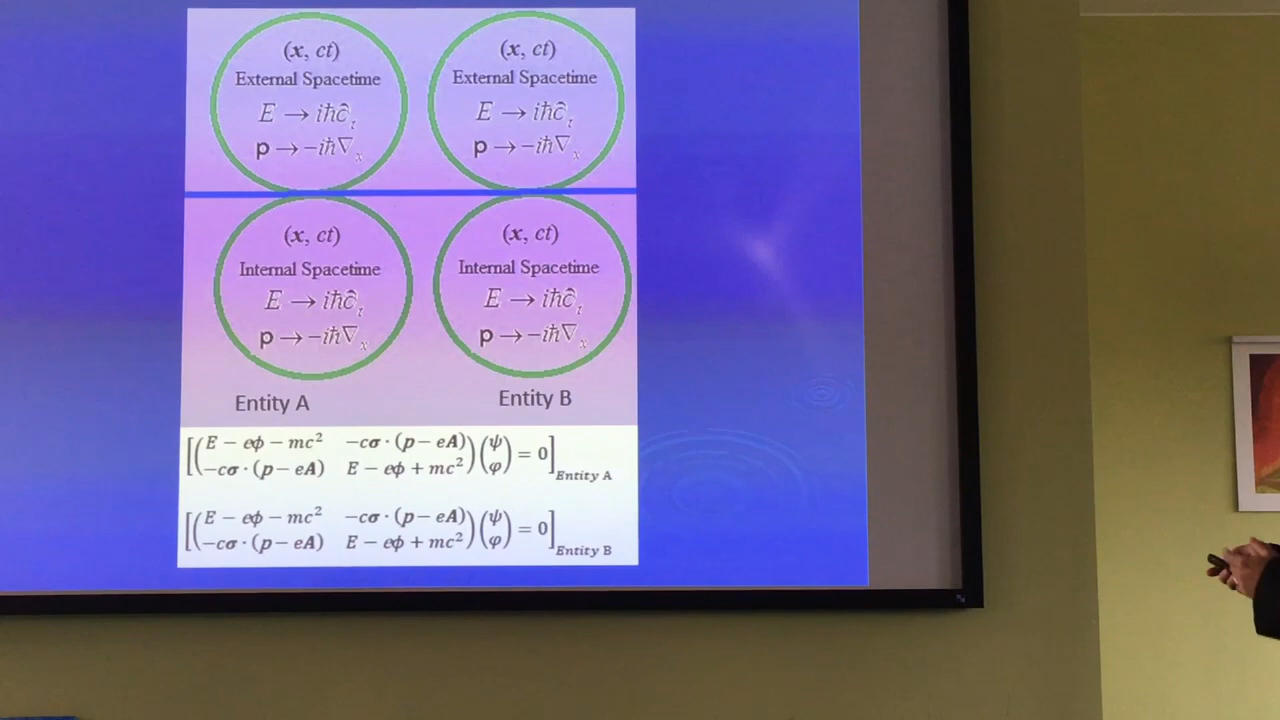 (x, ct) (x, ct)
External Spacetime External Spacetime
E → iħ∂̂t E → iħ∂̂t
p → −iħ∇x p → −iħ∇x
(x, ct) (x, ct)
Internal Spacetime Internal Spacetime
E → iħ∂̂t E → iħ∂̂t
p → −iħ∇x p → −iħ∇x
Entity A Entity B
[(E − eϕ − mc² −cσ · (p − eA)) (ψ)
(−cσ · (p − eA) E − eϕ + mc²) (φ) = 0] Entity A
[(E − eϕ − mc² −cσ · (p − eA)) (ψ)
(−cσ · (p − eA) E − eϕ + mc²) (φ) = 0] Entity B